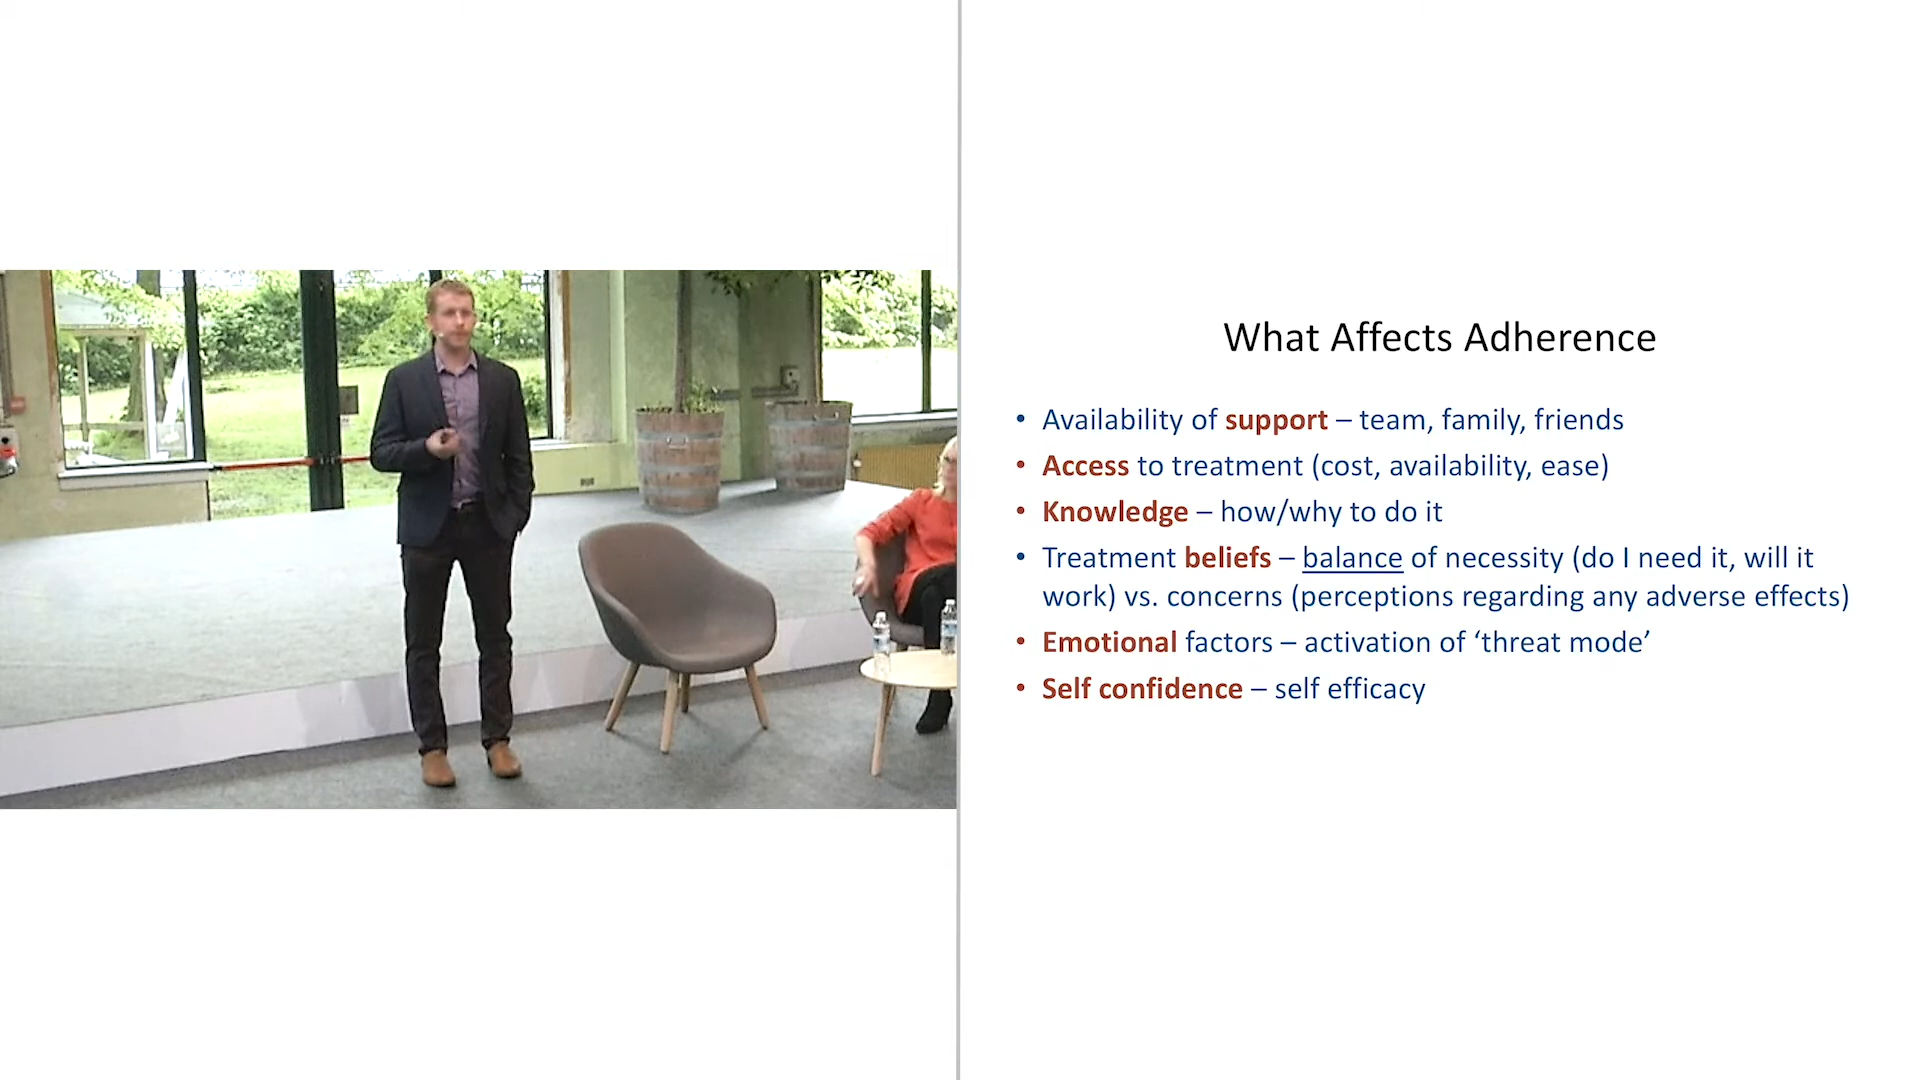 What Affects Adherence
• Availability of support – team, family, friends
• Access to treatment (cost, availability, ease)
• Knowledge – how/why to do it
• Treatment beliefs – balance of necessity (do I need it, will it
work) vs. concerns (perceptions regarding any adverse effects)
• Emotional factors – activation of ‘threat mode’
• Self confidence – self efficacy